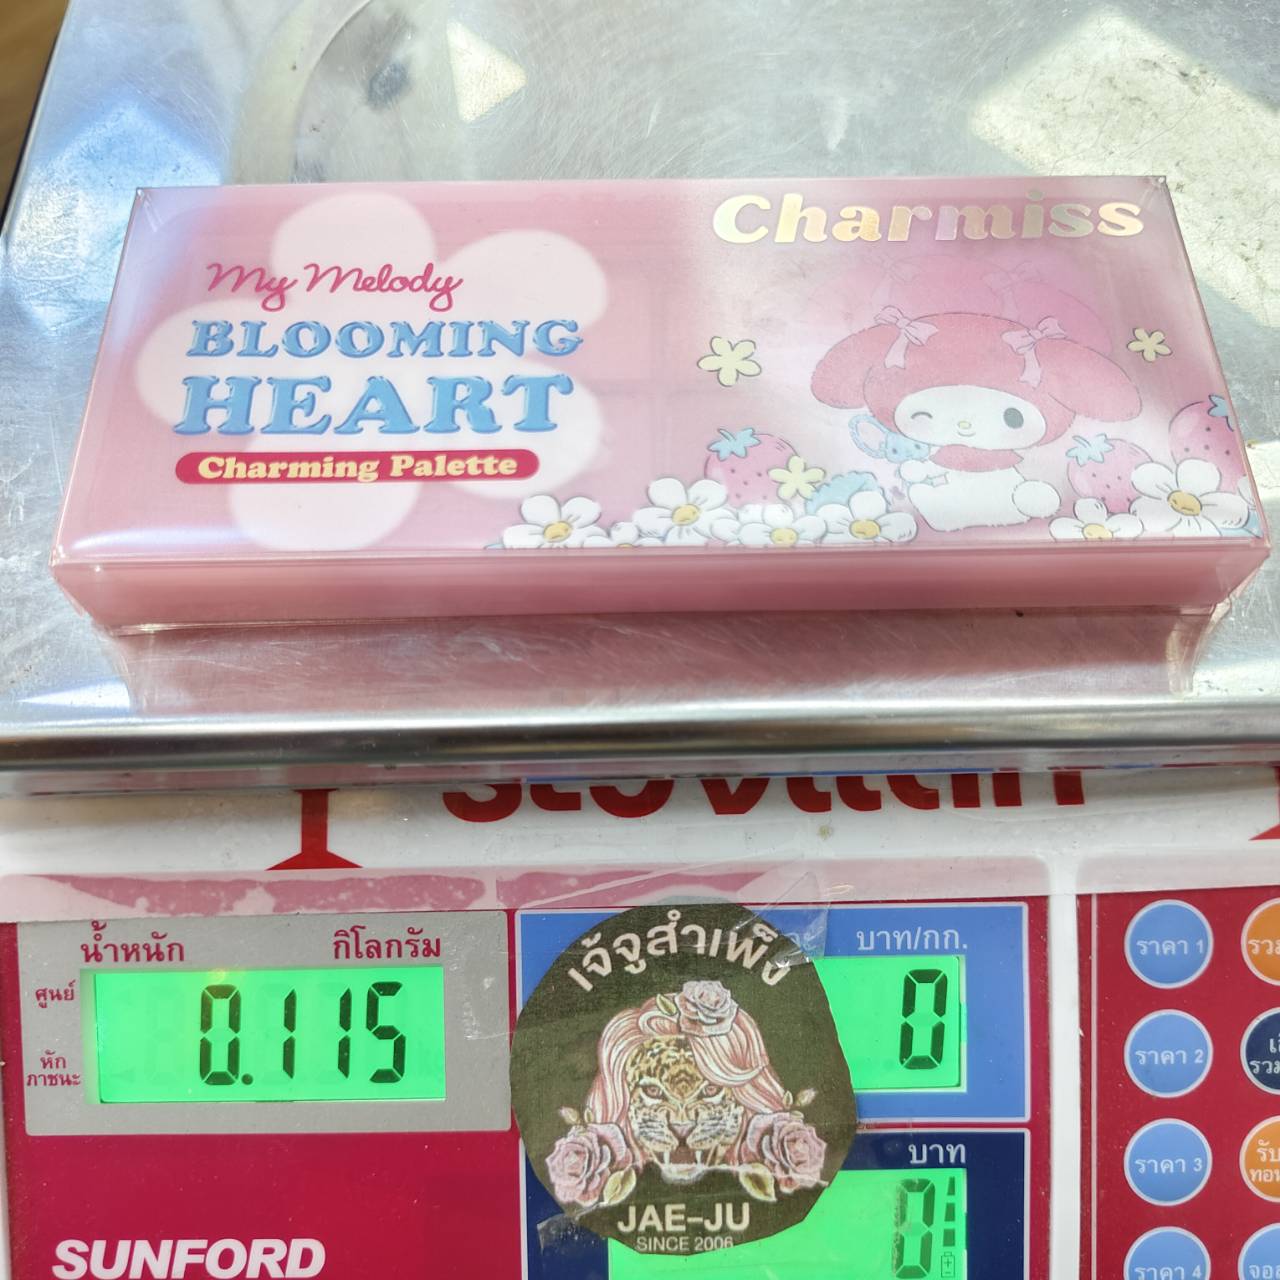 Charmiss
My Melody
BLOOMING
HEART
Charming Palette
น้ำหนัก กิโลกรัม
ศูนย์
หัก
ภาชนะ
0.115
บาท/กก.
0
บาท
0
เจ้จูสำเพ็ง
JAE-JU
SINCE 2006
SUNFORD
ราคา 1
ราคา 2
ราคา 3
ราคา 4